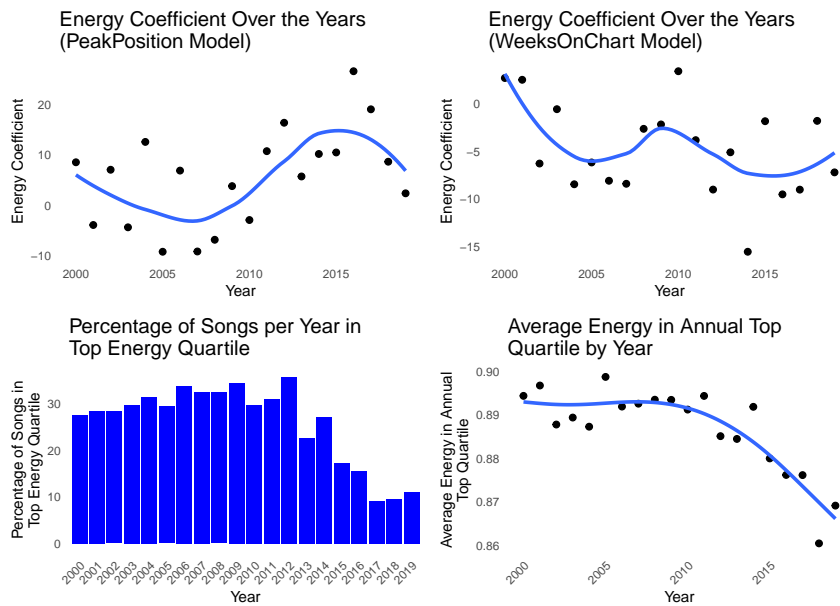 Energy Coefficient Over the Years
(PeakPosition Model)
Energy Coefficient
20
10
0
−10
2000
2005
2010
2015
Year
Energy Coefficient Over the Years
(WeeksOnChart Model)
Energy Coefficient
0
−5
−10
−15
2000
2005
2010
2015
Year
Percentage of Songs per Year in
Top Energy Quartile
Percentage of Songs in
Top Energy Quartile
30
20
10
0
2000
2001
2002
2003
2004
2005
2006
2007
2008
2009
2010
2011
2012
2013
2014
2015
2016
2017
2018
2019
Year
Average Energy in Annual Top
Quartile by Year
Average Energy in Annual
Top Quartile
0.90
0.89
0.88
0.87
0.86
2000
2005
2010
2015
Year